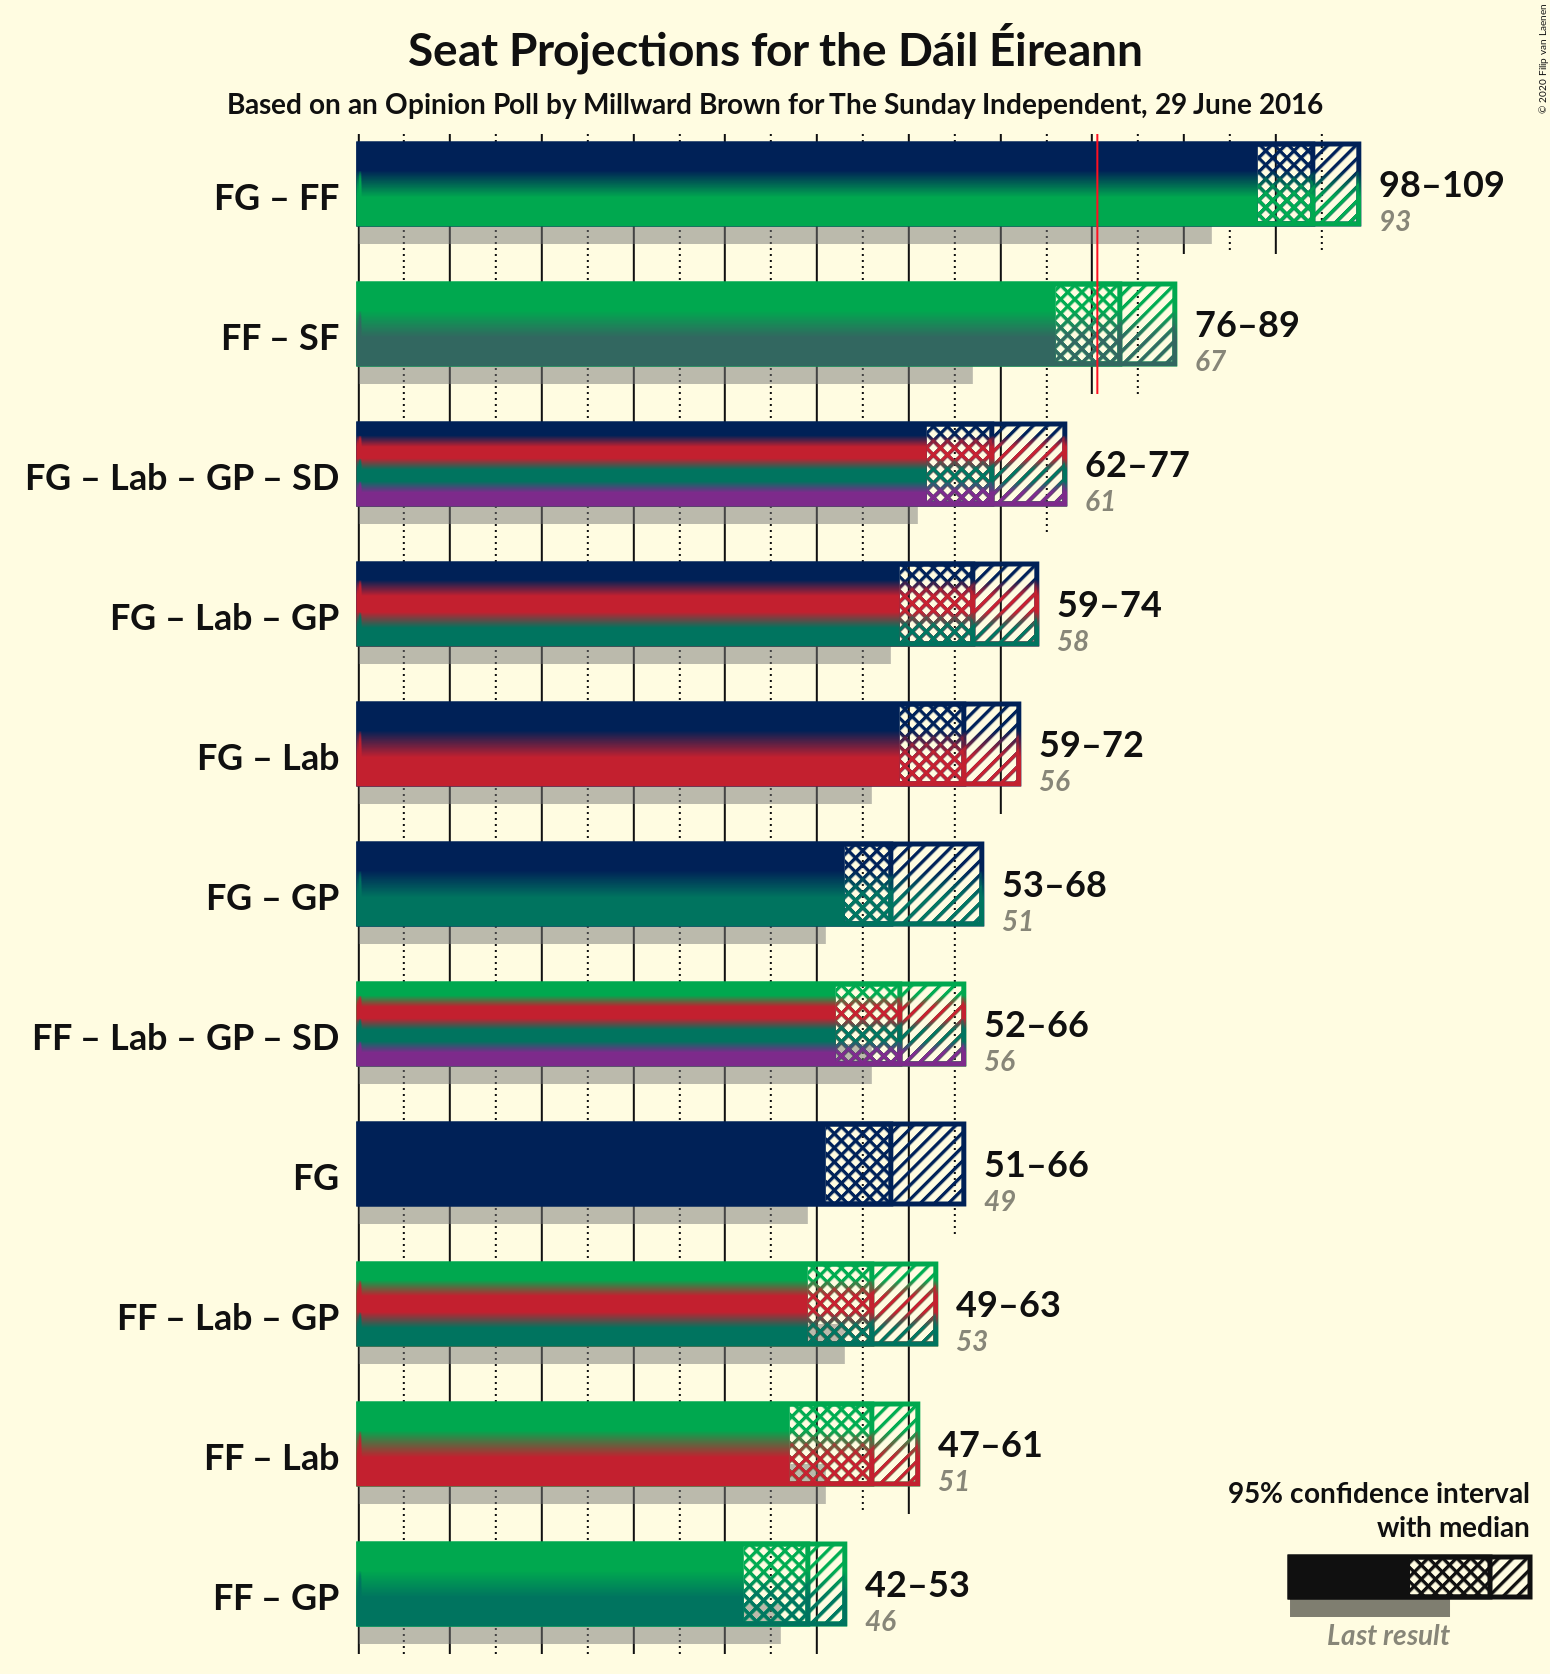 Seat Projections for the Dáil Éireann
Based on an Opinion Poll by Millward Brown for The Sunday Independent, 29 June 2016
© 2020 Filip van Laenen
FG – FF
98–109
93
FF – SF
76–89
67
FG – Lab – GP – SD
62–77
61
FG – Lab – GP
59–74
58
FG – Lab
59–72
56
FG – GP
53–68
51
FF – Lab – GP – SD
52–66
56
FG
51–66
49
FF – Lab – GP
49–63
53
FF – Lab
47–61
51
FF – GP
42–53
46
95% confidence interval
with median
Last result